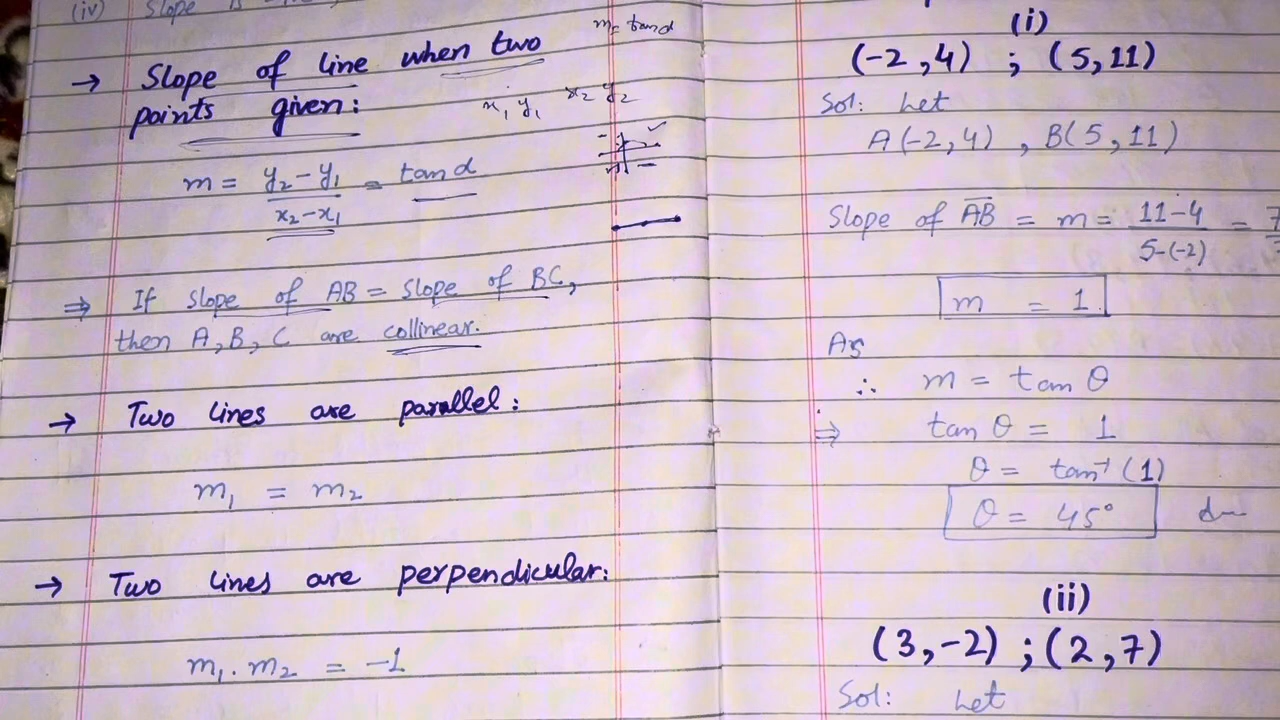 (iv) Slope
m = tan α
→ Slope of line when two
points given:
x₁ y₁ x₂ y₂
m = y₂-y₁ / x₂-x₁ = tan α
⇒ If slope of AB = slope of BC,
then A, B, C are collinear.
→ Two lines are parallel:
m₁ = m₂
→ Two lines are perpendicular:
m₁. m₂ = -1
(i)
(-2,4) ; (5,11)
Sol: Let
A(-2,4) , B(5,11)
Slope of AB = m = 11-4 / 5-(-2) = 7
m = 1.
As
∴ m = tan θ
⇒ tan θ = 1
θ = tan⁻¹(1)
θ = 45°
(ii)
(3,-2) ; (2,7)
Sol: Let